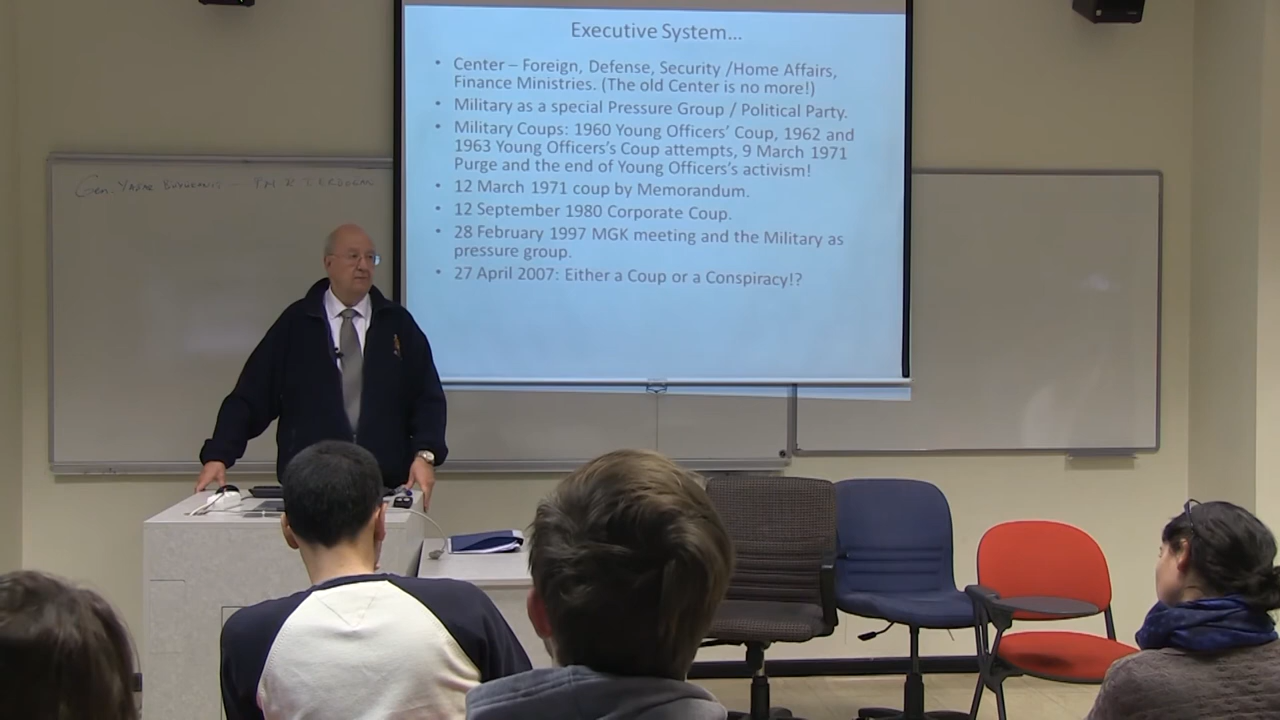 Executive System...
• Center – Foreign, Defense, Security /Home Affairs,
Finance Ministries. (The old Center is no more!)
• Military as a special Pressure Group / Political Party.
• Military Coups: 1960 Young Officers' Coup, 1962 and
1963 Young Officers's Coup attempts, 9 March 1971
Purge and the end of Young Officers's activism!
• 12 March 1971 coup by Memorandum.
• 12 September 1980 Corporate Coup.
• 28 February 1997 MGK meeting and the Military as
pressure group.
• 27 April 2007: Either a Coup or a Conspiracy!?
Gen.